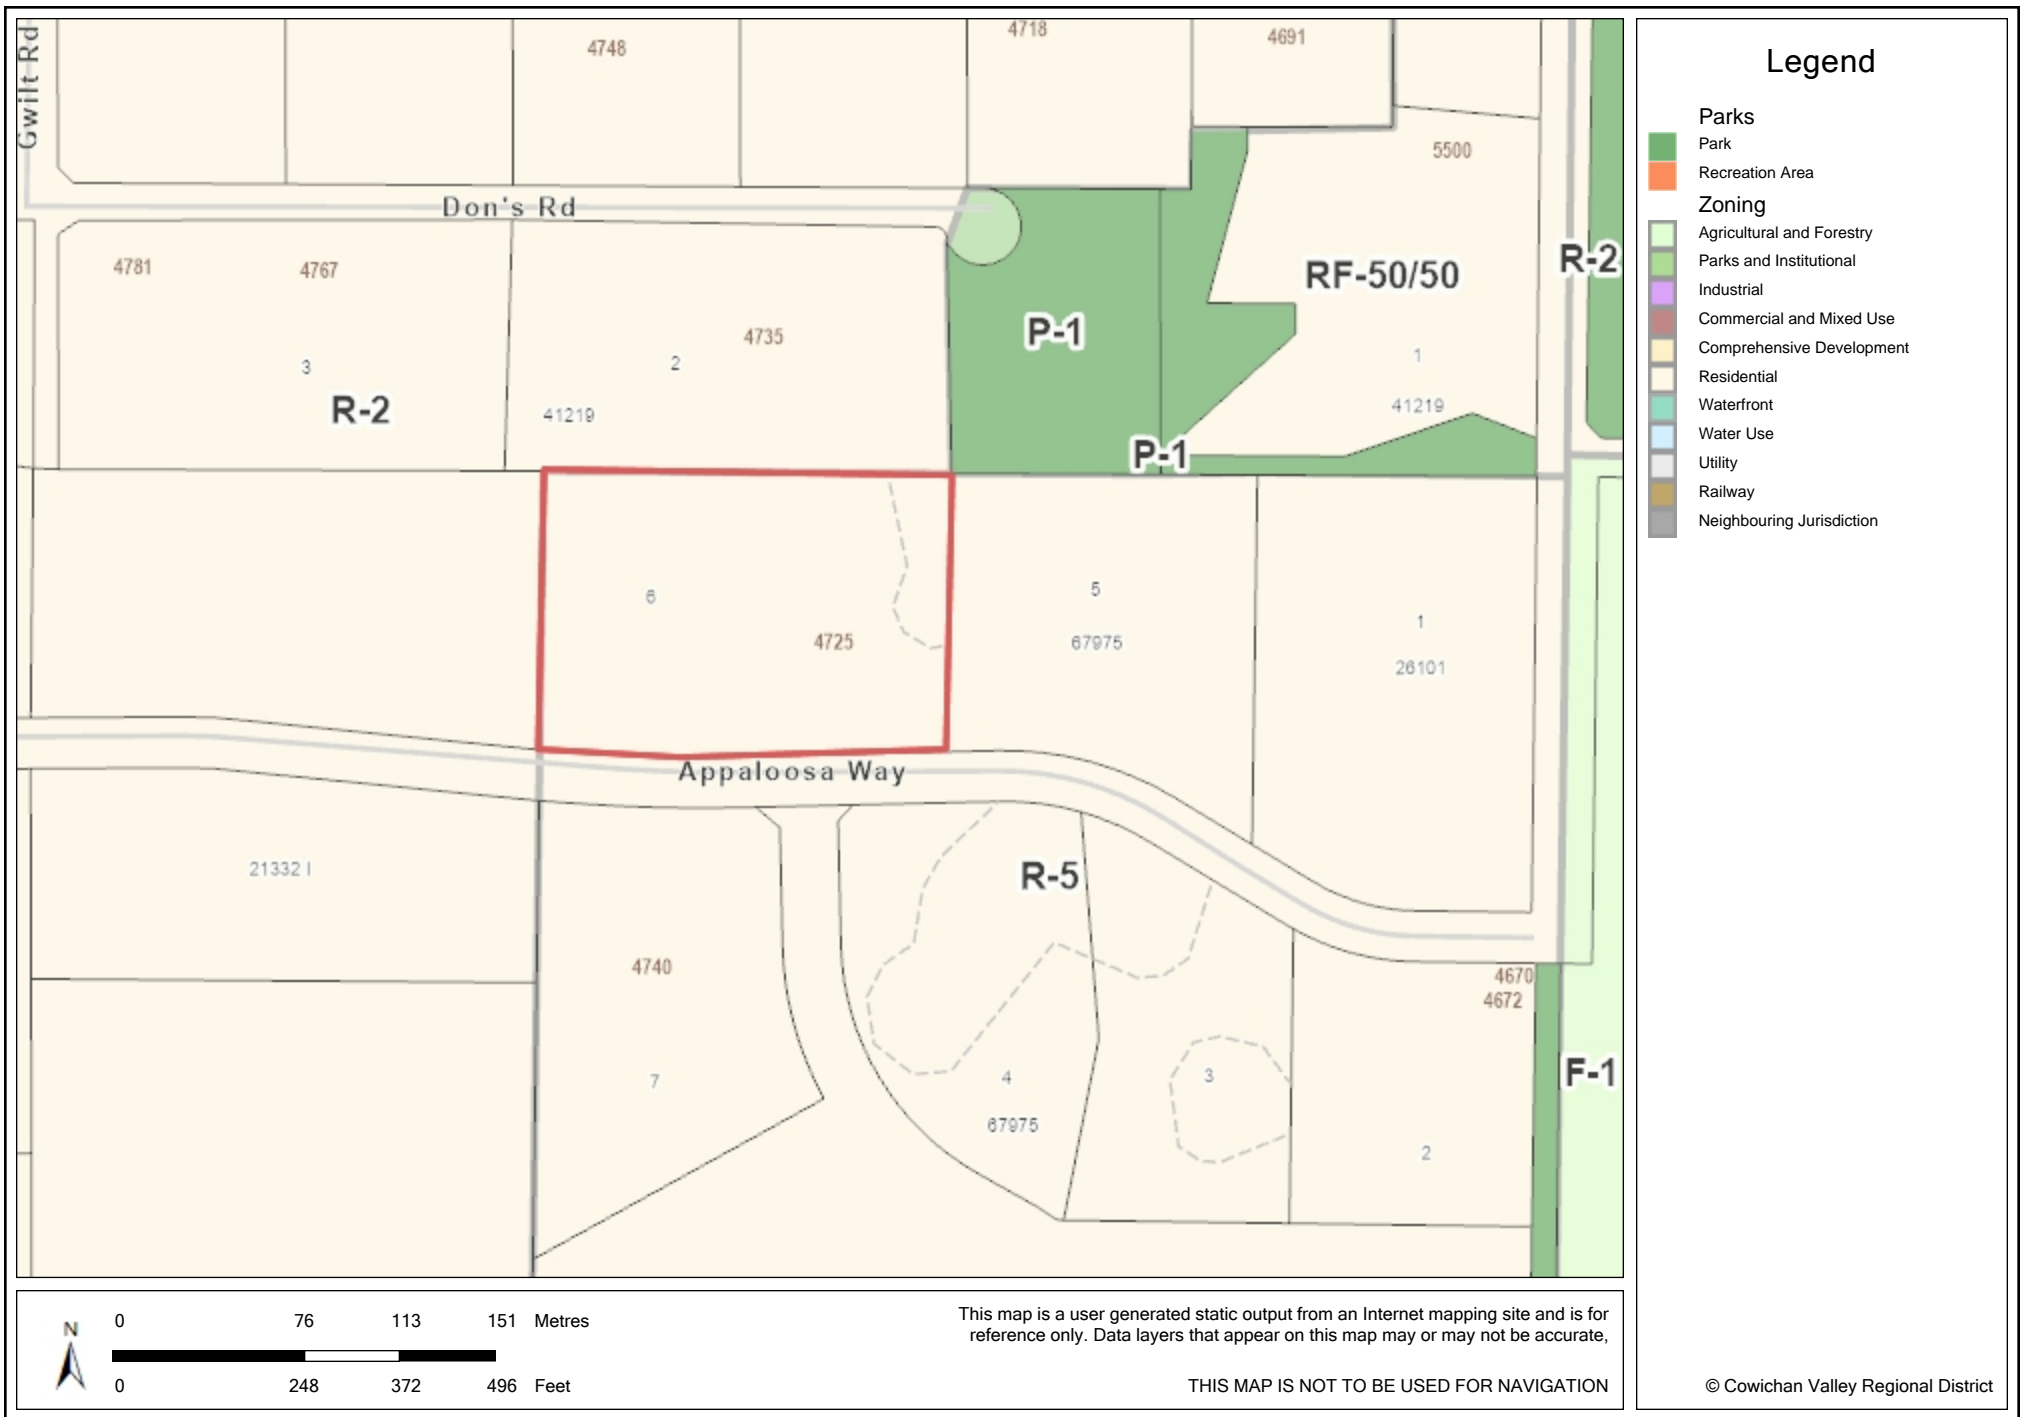 Gwilt Rd
4748
4718
4691
5500
Don's Rd
4781
4767
4735
3
2
R-2
41219
P-1
P-1
RF-50/50
1
41219
R-2
6
4725
5
67975
1
26101
Appaloosa Way
21332 I
R-5
4740
7
4
67975
3
4670
4672
2
F-1
Legend
Parks
Park
Recreation Area
Zoning
Agricultural and Forestry
Parks and Institutional
Industrial
Commercial and Mixed Use
Comprehensive Development
Residential
Waterfront
Water Use
Utility
Railway
Neighbouring Jurisdiction
N
0 76 113 151 Metres
0 248 372 496 Feet
This map is a user generated static output from an Internet mapping site and is for
reference only. Data layers that appear on this map may or may not be accurate,
THIS MAP IS NOT TO BE USED FOR NAVIGATION
© Cowichan Valley Regional District